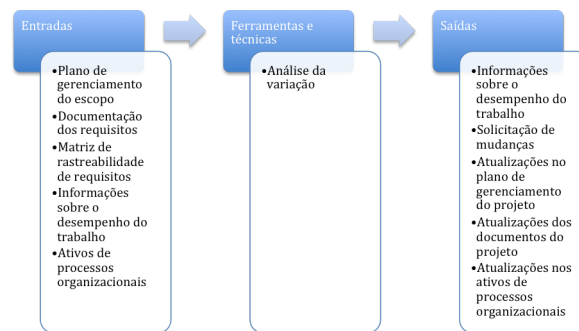 Entradas
•Plano de
gerenciamento
do escopo
•Documentação
dos requisitos
•Matriz de
rastreabilidade
de requisitos
•Informações
sobre o
desempenho do
trabalho
•Ativos de
processos
organizacionais
Ferramentas e
técnicas
•Análise da
variação
Saídas
•Informações
sobre o
desempenho do
trabalho
•Solicitação de
mudanças
•Atualizações no
plano de
gerenciamento
do projeto
•Atualizações dos
documentos do
projeto
•Atualizações nos
ativos de
processos
organizacionais